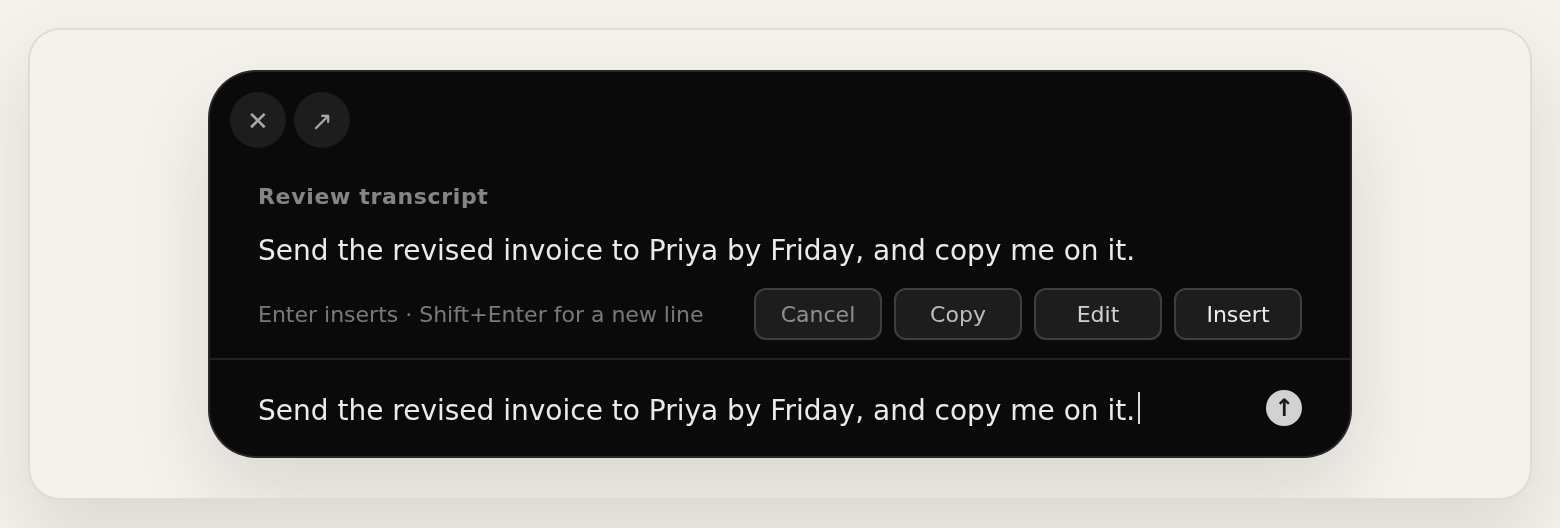 ✕ ↗
Review transcript
Send the revised invoice to Priya by Friday, and copy me on it.
Enter inserts · Shift+Enter for a new line Cancel Copy Edit Insert
Send the revised invoice to Priya by Friday, and copy me on it.
↑